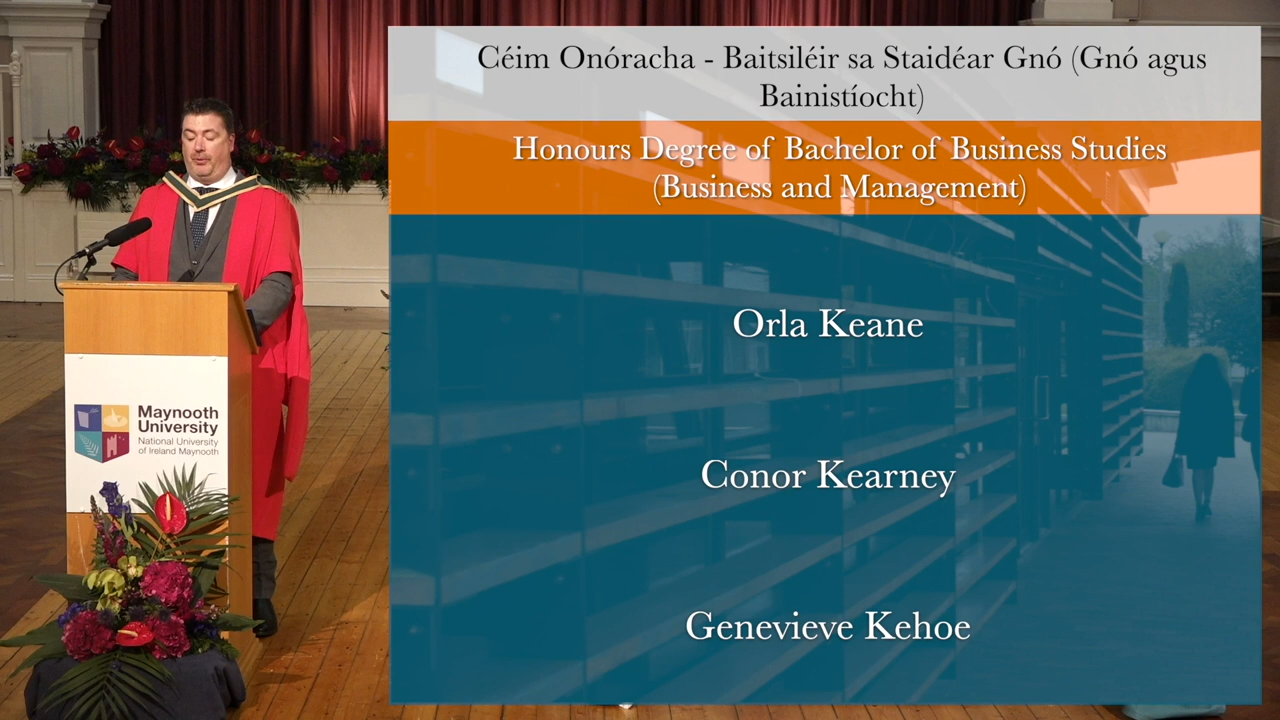 Céim Onóracha - Baitsiléir sa Staidéar Gnó (Gnó agus
Bainistíocht)
Honours Degree of Bachelor of Business Studies
(Business and Management)
Orla Keane
Conor Kearney
Genevieve Kehoe
Maynooth
University
National University
of Ireland Maynooth